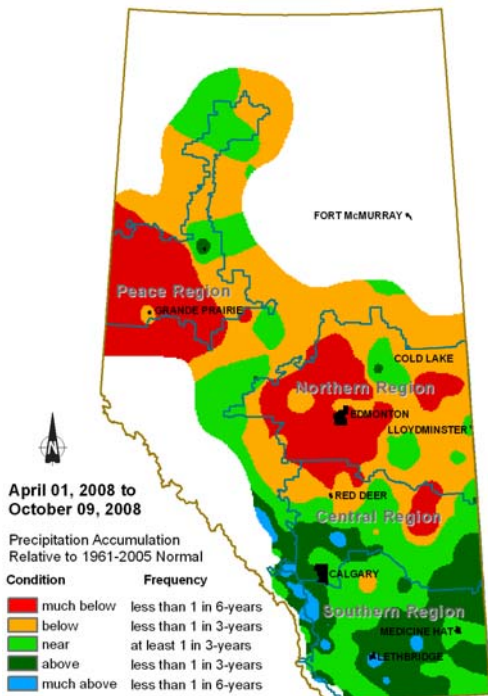 FORT McMURRAY
Peace Region
GRANDE PRAIRIE
COLD LAKE
Northern Region
EDMONTON
LLOYDMINSTER
RED DEER
Central Region
CALGARY
Southern Region
MEDICINE HAT
LETHBRIDGE
N
April 01, 2008 to
October 09, 2008
Precipitation Accumulation
Relative to 1961-2005 Normal
Condition Frequency
much below less than 1 in 6-years
below less than 1 in 3-years
near at least 1 in 3-years
above less than 1 in 3-years
much above less than 1 in 6-years